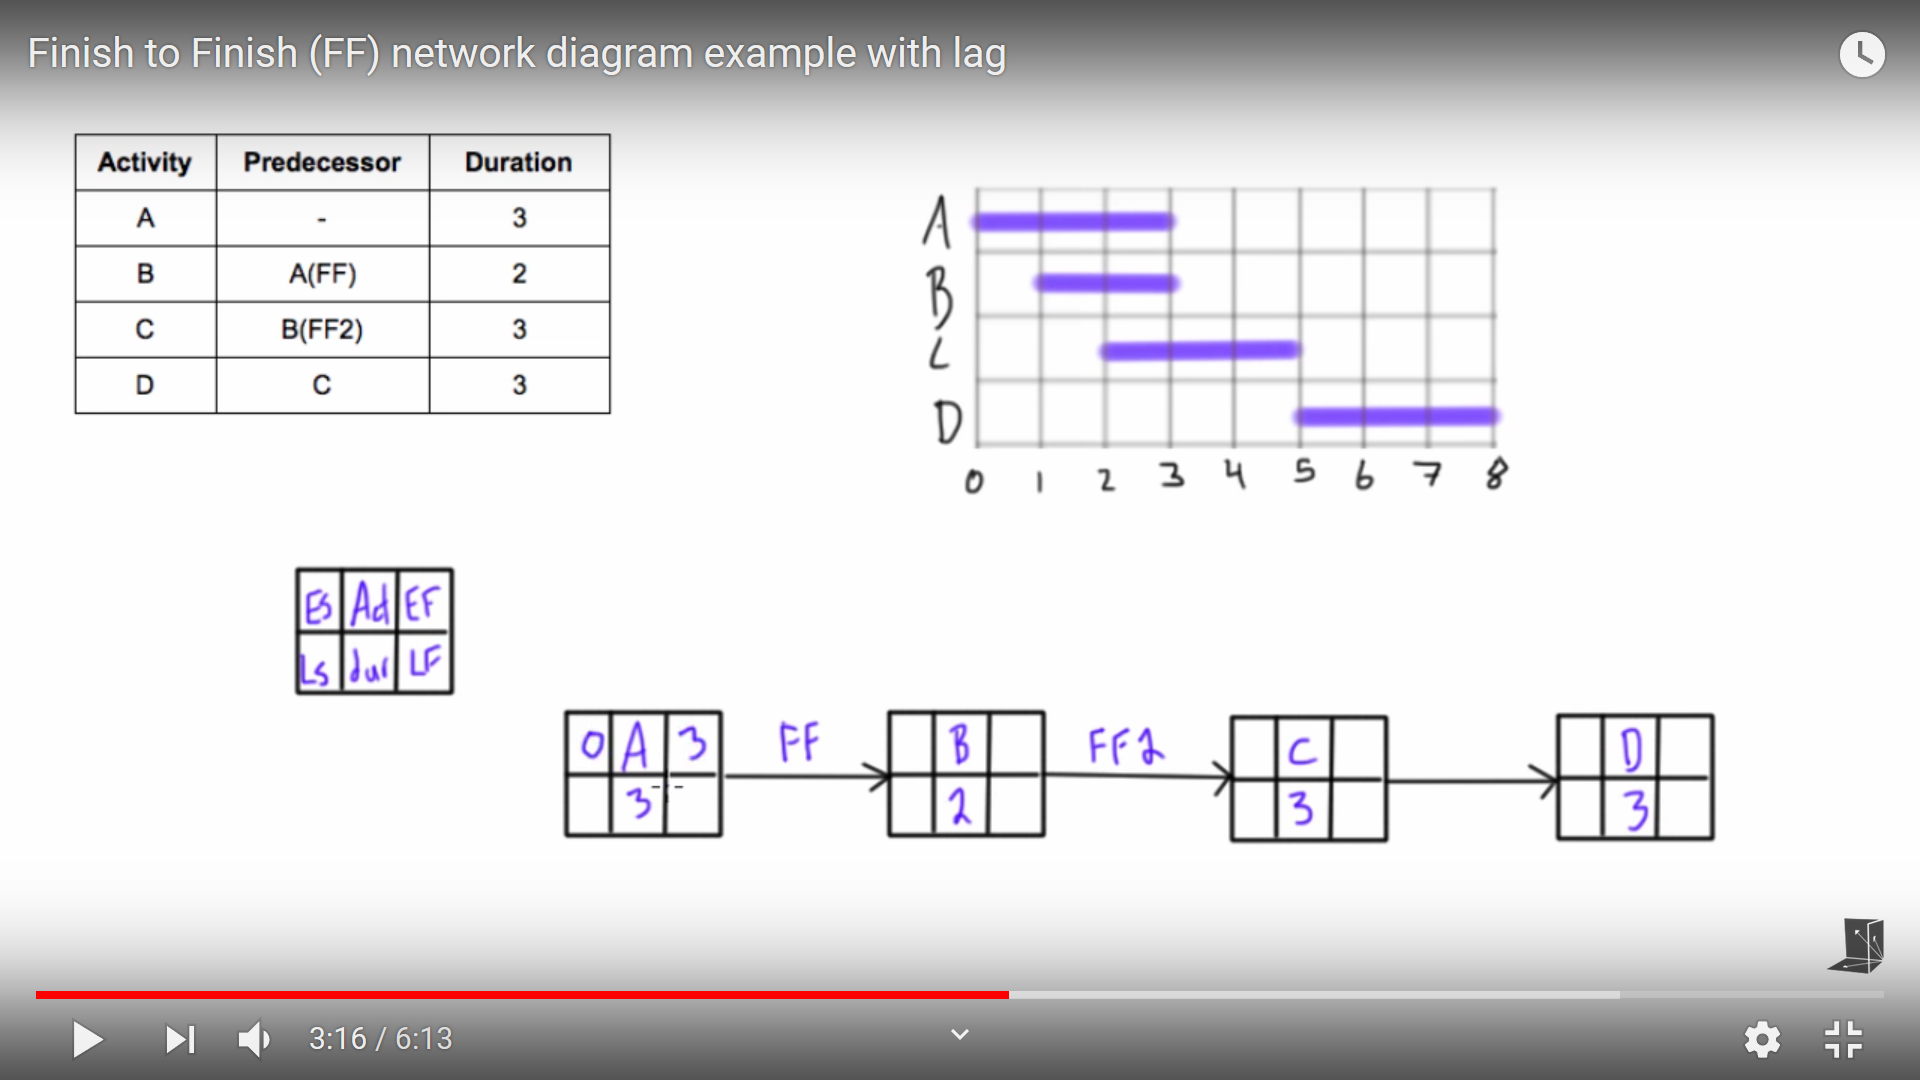 Finish to Finish (FF) network diagram example with lag
Activity Predecessor Duration
A - 3
B A(FF) 2
C B(FF2) 3
D C 3
A
B
C
D
0 1 2 3 4 5 6 7 8
ES Ad EF
LS dur LF
0 A 3 FF B FF2 C D
3 2 3 3
3:16 / 6:13